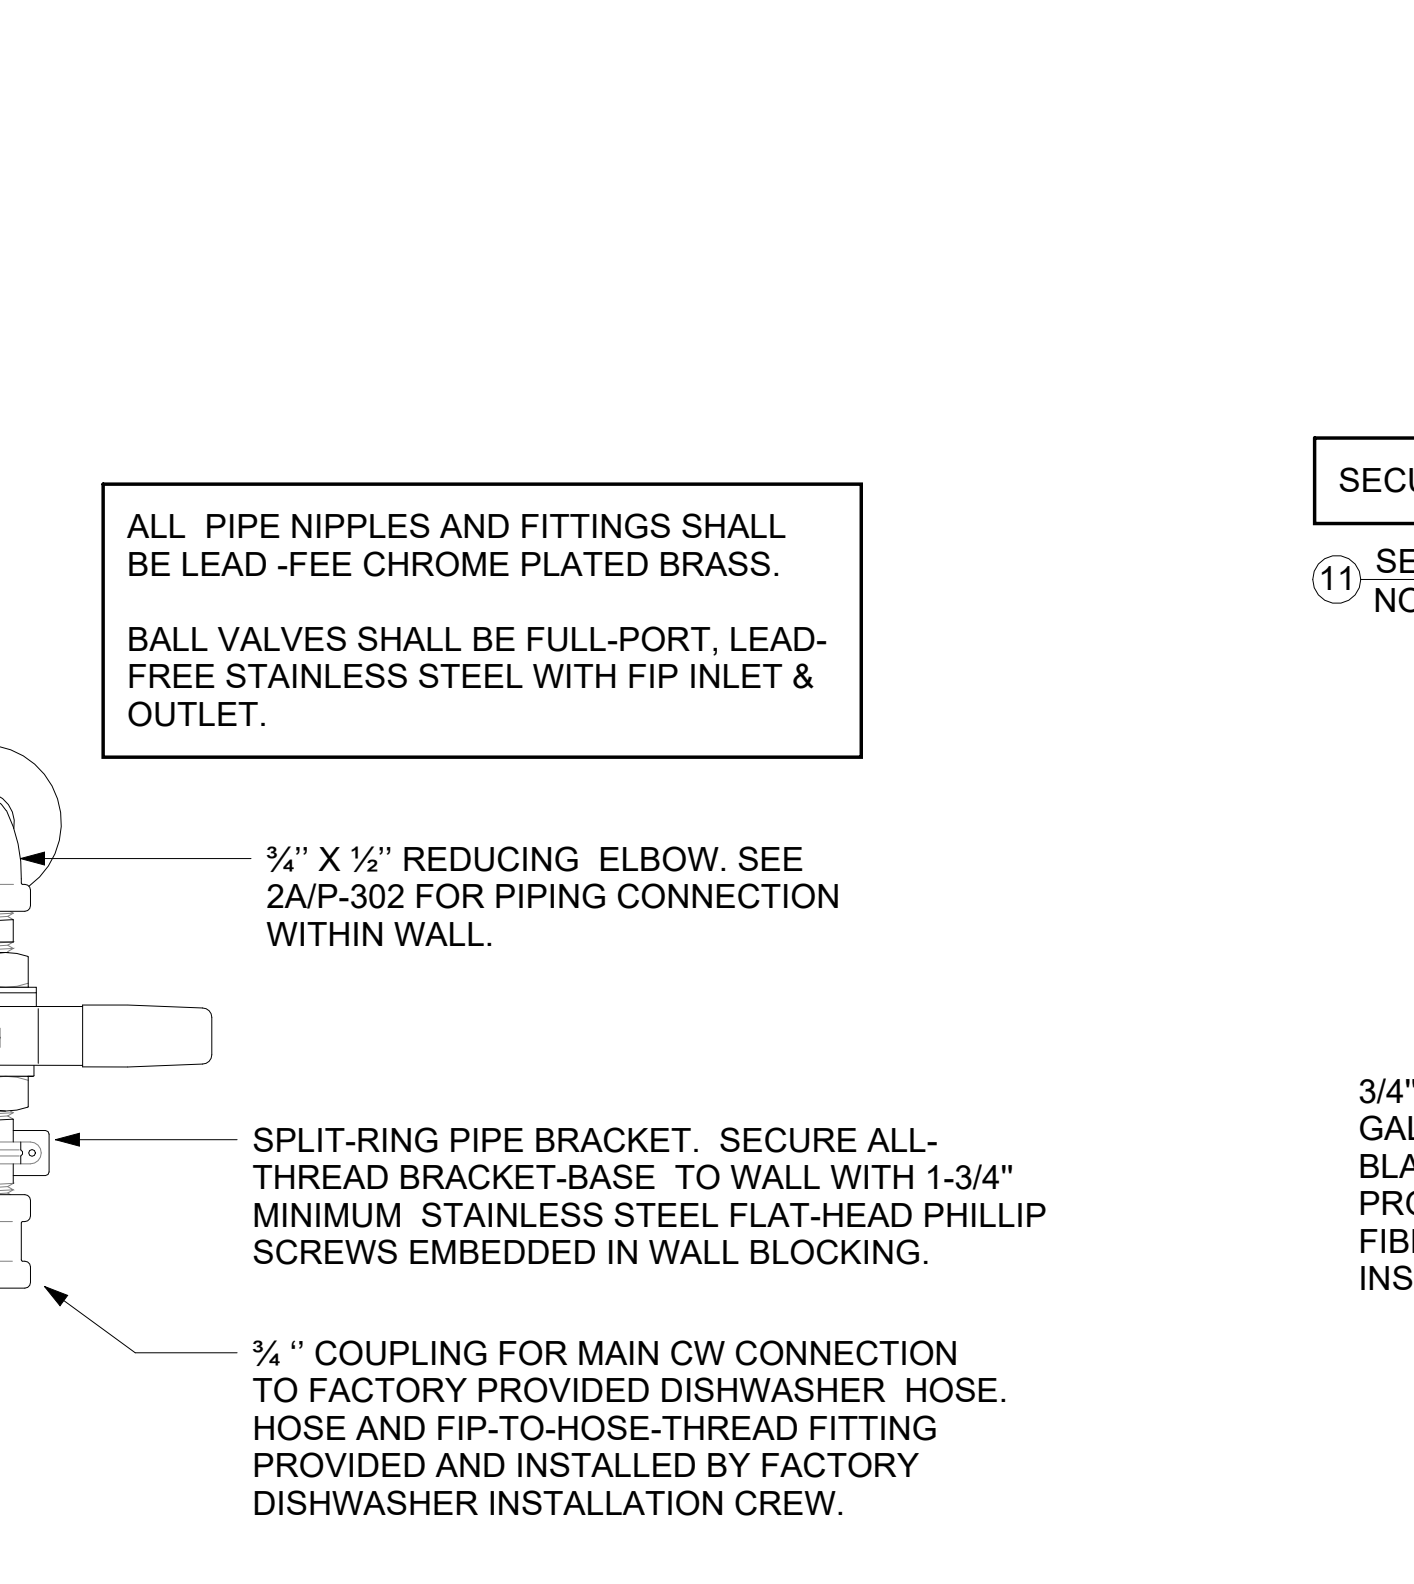 ALL PIPE NIPPLES AND FITTINGS SHALL
BE LEAD -FEE CHROME PLATED BRASS.
BALL VALVES SHALL BE FULL-PORT, LEAD-
FREE STAINLESS STEEL WITH FIP INLET &
OUTLET.
¾’’ X ½’’ REDUCING ELBOW. SEE
2A/P-302 FOR PIPING CONNECTION
WITHIN WALL.
SPLIT-RING PIPE BRACKET. SECURE ALL-
THREAD BRACKET-BASE TO WALL WITH 1-3/4"
MINIMUM STAINLESS STEEL FLAT-HEAD PHILLIP
SCREWS EMBEDDED IN WALL BLOCKING.
¾ ‘’ COUPLING FOR MAIN CW CONNECTION
TO FACTORY PROVIDED DISHWASHER HOSE.
HOSE AND FIP-TO-HOSE-THREAD FITTING
PROVIDED AND INSTALLED BY FACTORY
DISHWASHER INSTALLATION CREW.
11
3/4"